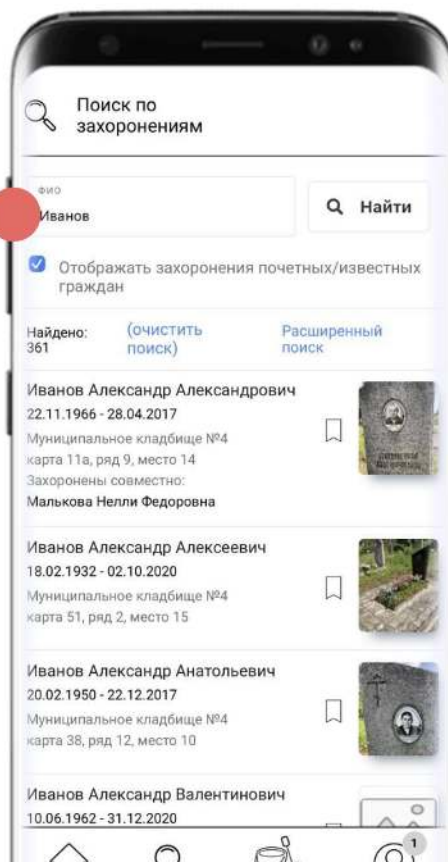 Поиск по
захоронениям
ФИО
Иванов
Найти
Отображать захоронения почетных/известных
граждан
Найдено:
361
(очистить
поиск)
Расширенный
поиск
Иванов Александр Александрович
22.11.1966 - 28.04.2017
Муниципальное кладбище №4
карта 11а, ряд 9, место 14
Захоронены совместно:
Малькова Нелли Федоровна
Иванов Александр Алексеевич
18.02.1932 - 02.10.2020
Муниципальное кладбище №4
карта 51, ряд 2, место 15
Иванов Александр Анатольевич
20.02.1950 - 22.12.2017
Муниципальное кладбище №4
карта 38, ряд 12, место 10
Иванов Александр Валентинович
10.06.1962 - 31.12.2020
1